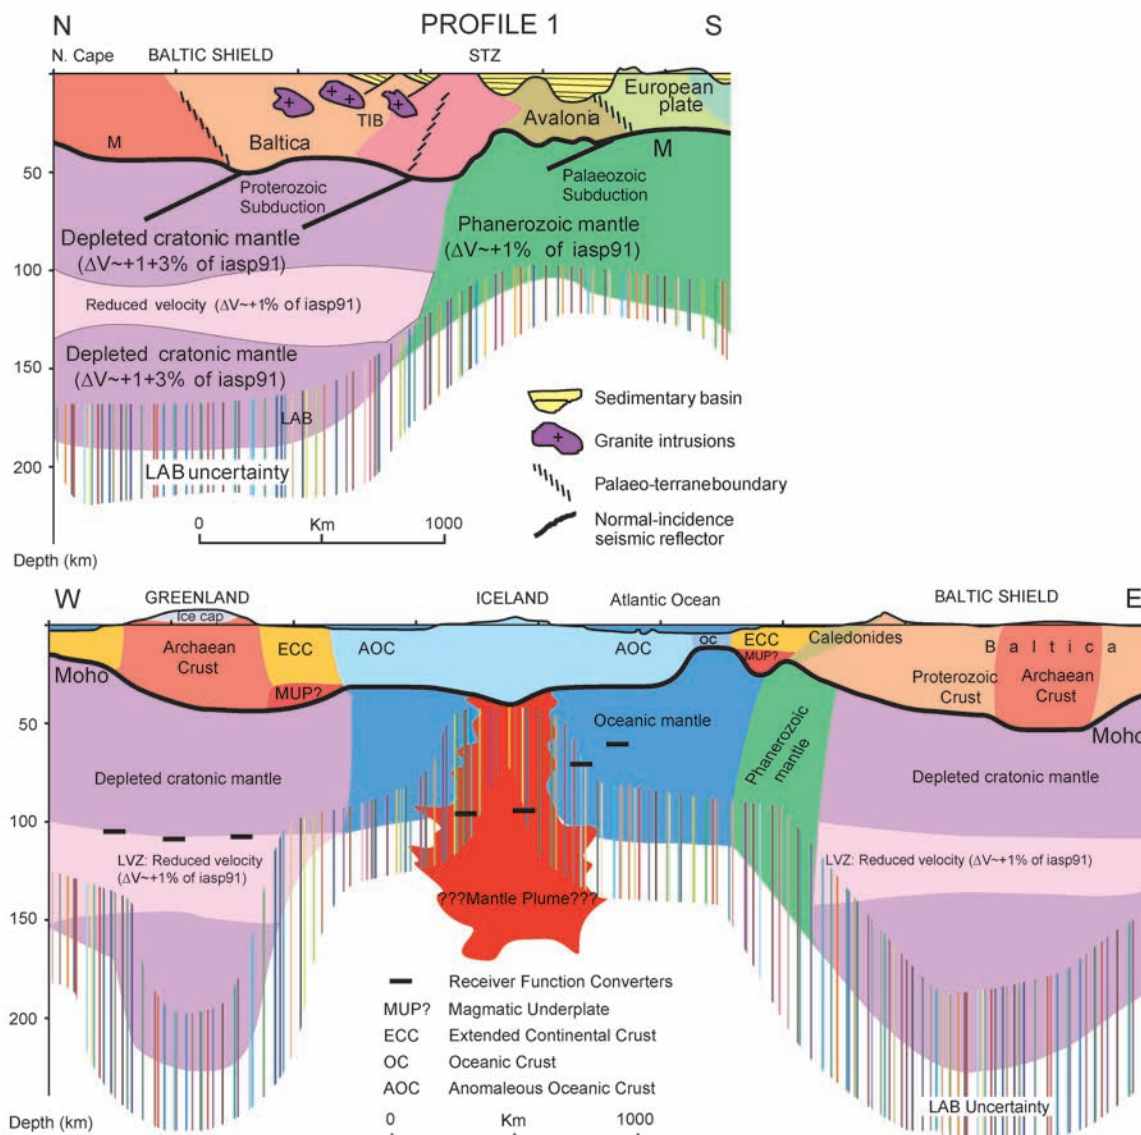 N
PROFILE 1
S
N. Cape
BALTIC SHIELD
STZ
European
plate
TIB
Avalonia
M
Baltica
M
50
Proterozoic
Subduction
Palaeozoic
Subduction
Depleted cratonic mantle
(ΔV~+1+3% of iasp91)
Phanerozoic mantle
(ΔV~+1% of iasp91)
100
Reduced velocity (ΔV~+1% of iasp91)
Depleted cratonic mantle
(ΔV~+1+3% of iasp91)
150
LAB
200
LAB uncertainty
Sedimentary basin
Granite intrusions
Palaeo-terraneboundary
Normal-incidence
seismic reflector
0 Km 1000
Depth (km)
W
GREENLAND
ICELAND
Atlantic Ocean
BALTIC SHIELD
E
Ice cap
Archaean
Crust
ECC
AOC
AOC
OC
ECC
Caledonides
Baltica
MUP?
MUP?
Moho
Proterozoic
Crust
Archaean
Crust
Moho
50
Oceanic mantle
Phanerozoic
mantle
Depleted cratonic mantle
Depleted cratonic mantle
100
LVZ: Reduced velocity
(ΔV~+1% of iasp91)
LVZ: Reduced velocity (ΔV~+1% of iasp91)
???Mantle Plume???
150
Receiver Function Converters
MUP? Magmatic Underplate
200
ECC Extended Continental Crust
OC Oceanic Crust
AOC Anomaleous Oceanic Crust
LAB Uncertainty
Depth (km)
0 Km 1000